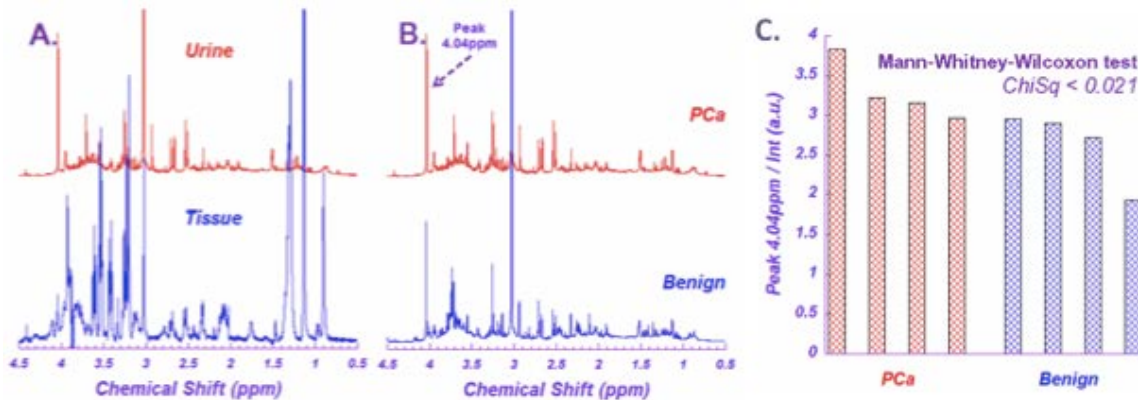 A.
Urine
Tissue
4.5 4 3.5 3 2.5 2 1.5 1 0.5
Chemical Shift (ppm)
B.
Peak
4.04ppm
PCa
Benign
4.5 4 3.5 3 2.5 2 1.5 1 0.5
Chemical Shift (ppm)
C.
Mann-Whitney-Wilcoxon test
ChiSq < 0.021
Peak 4.04ppm / Int (a.u.)
4
3.5
3
2.5
2
1.5
1
0.5
0
PCa Benign